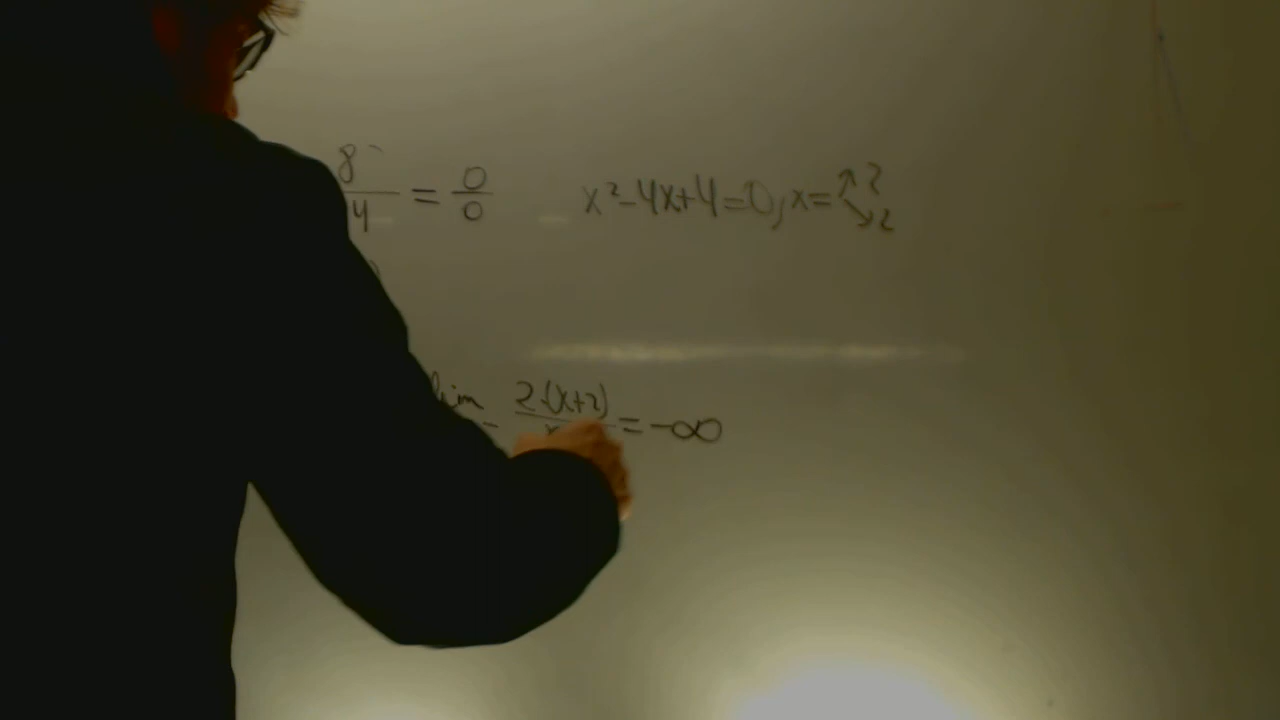 8 / 4 = 0/0 x²-4x+4=0, x= ↗2 ↘2
lim 2·(x+2) = -∞